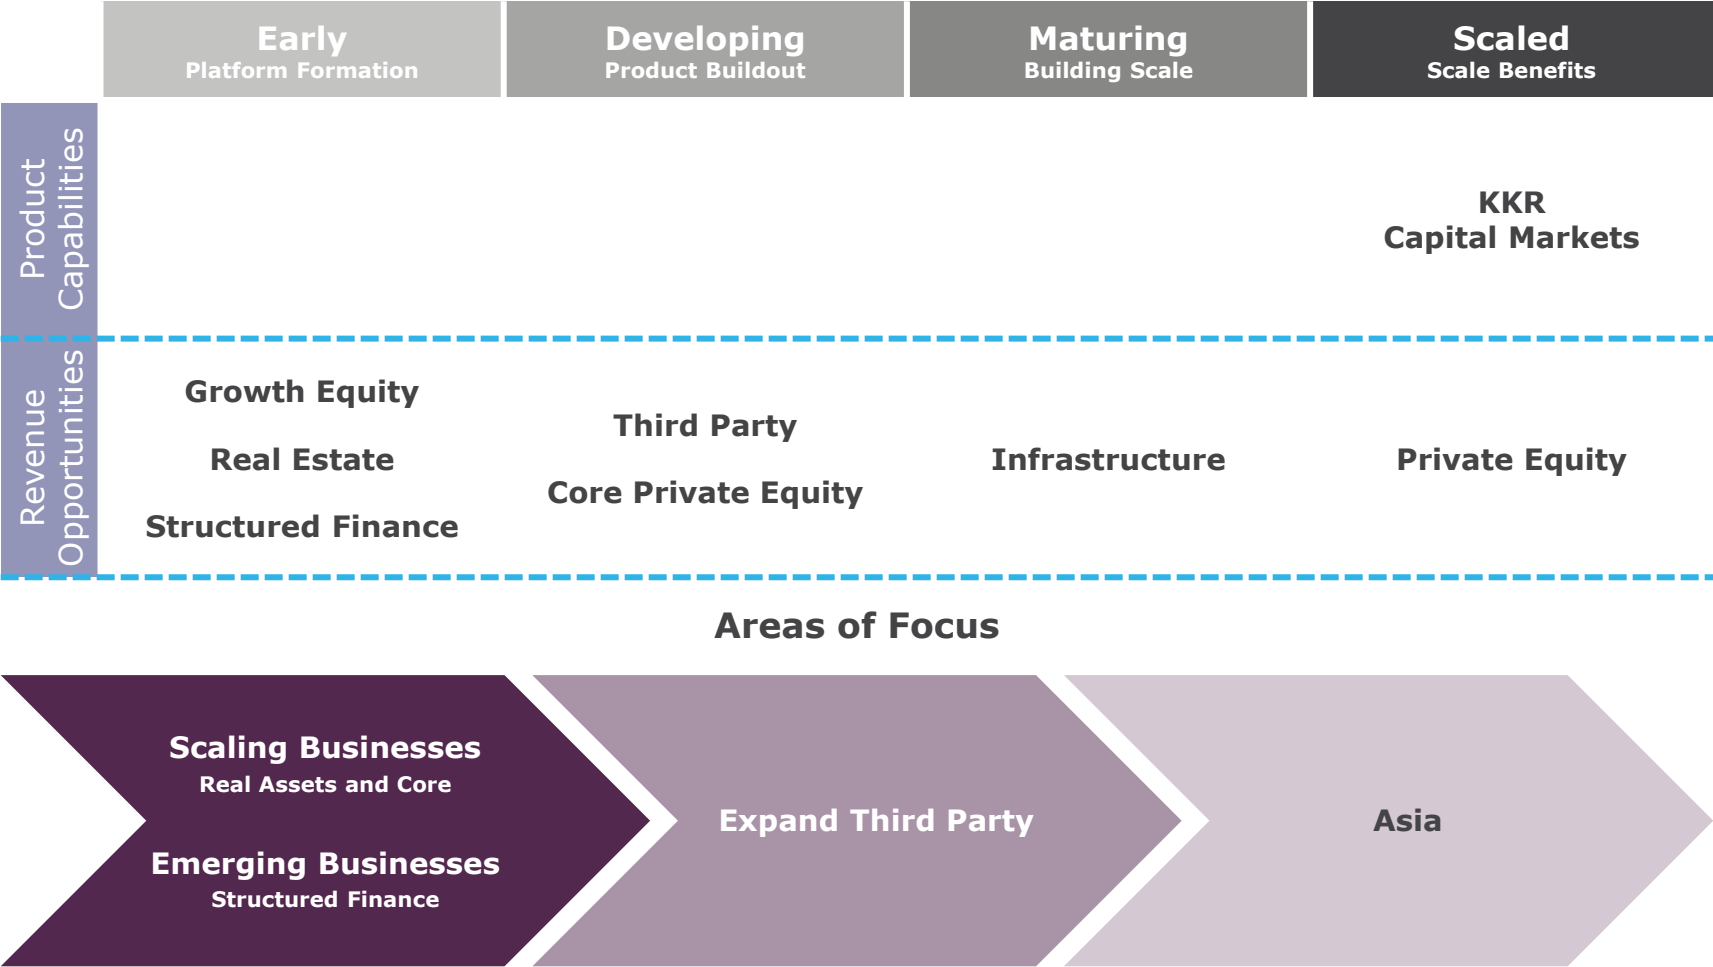 Early
Platform Formation
Developing
Product Buildout
Maturing
Building Scale
Scaled
Scale Benefits
Product
Capabilities
KKR
Capital Markets
Revenue
Opportunities
Growth Equity
Real Estate
Structured Finance
Third Party
Core Private Equity
Infrastructure
Private Equity
Areas of Focus
Scaling Businesses
Real Assets and Core
Emerging Businesses
Structured Finance
Expand Third Party
Asia